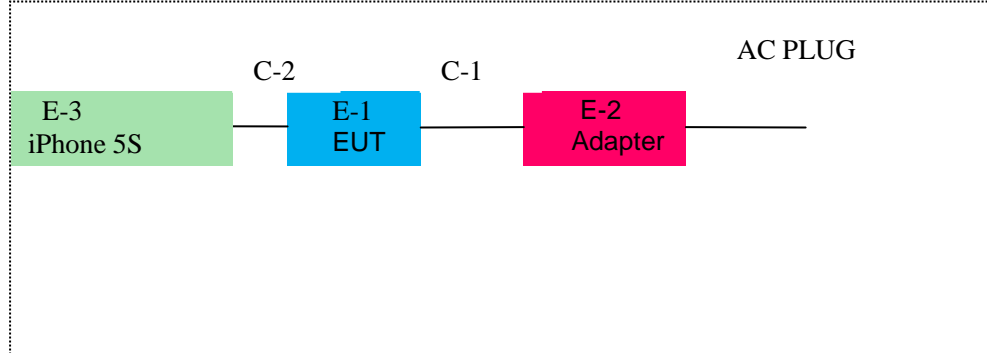 AC PLUG
C-2
C-1
E-3
iPhone 5S
E-1
EUT
E-2
Adapter